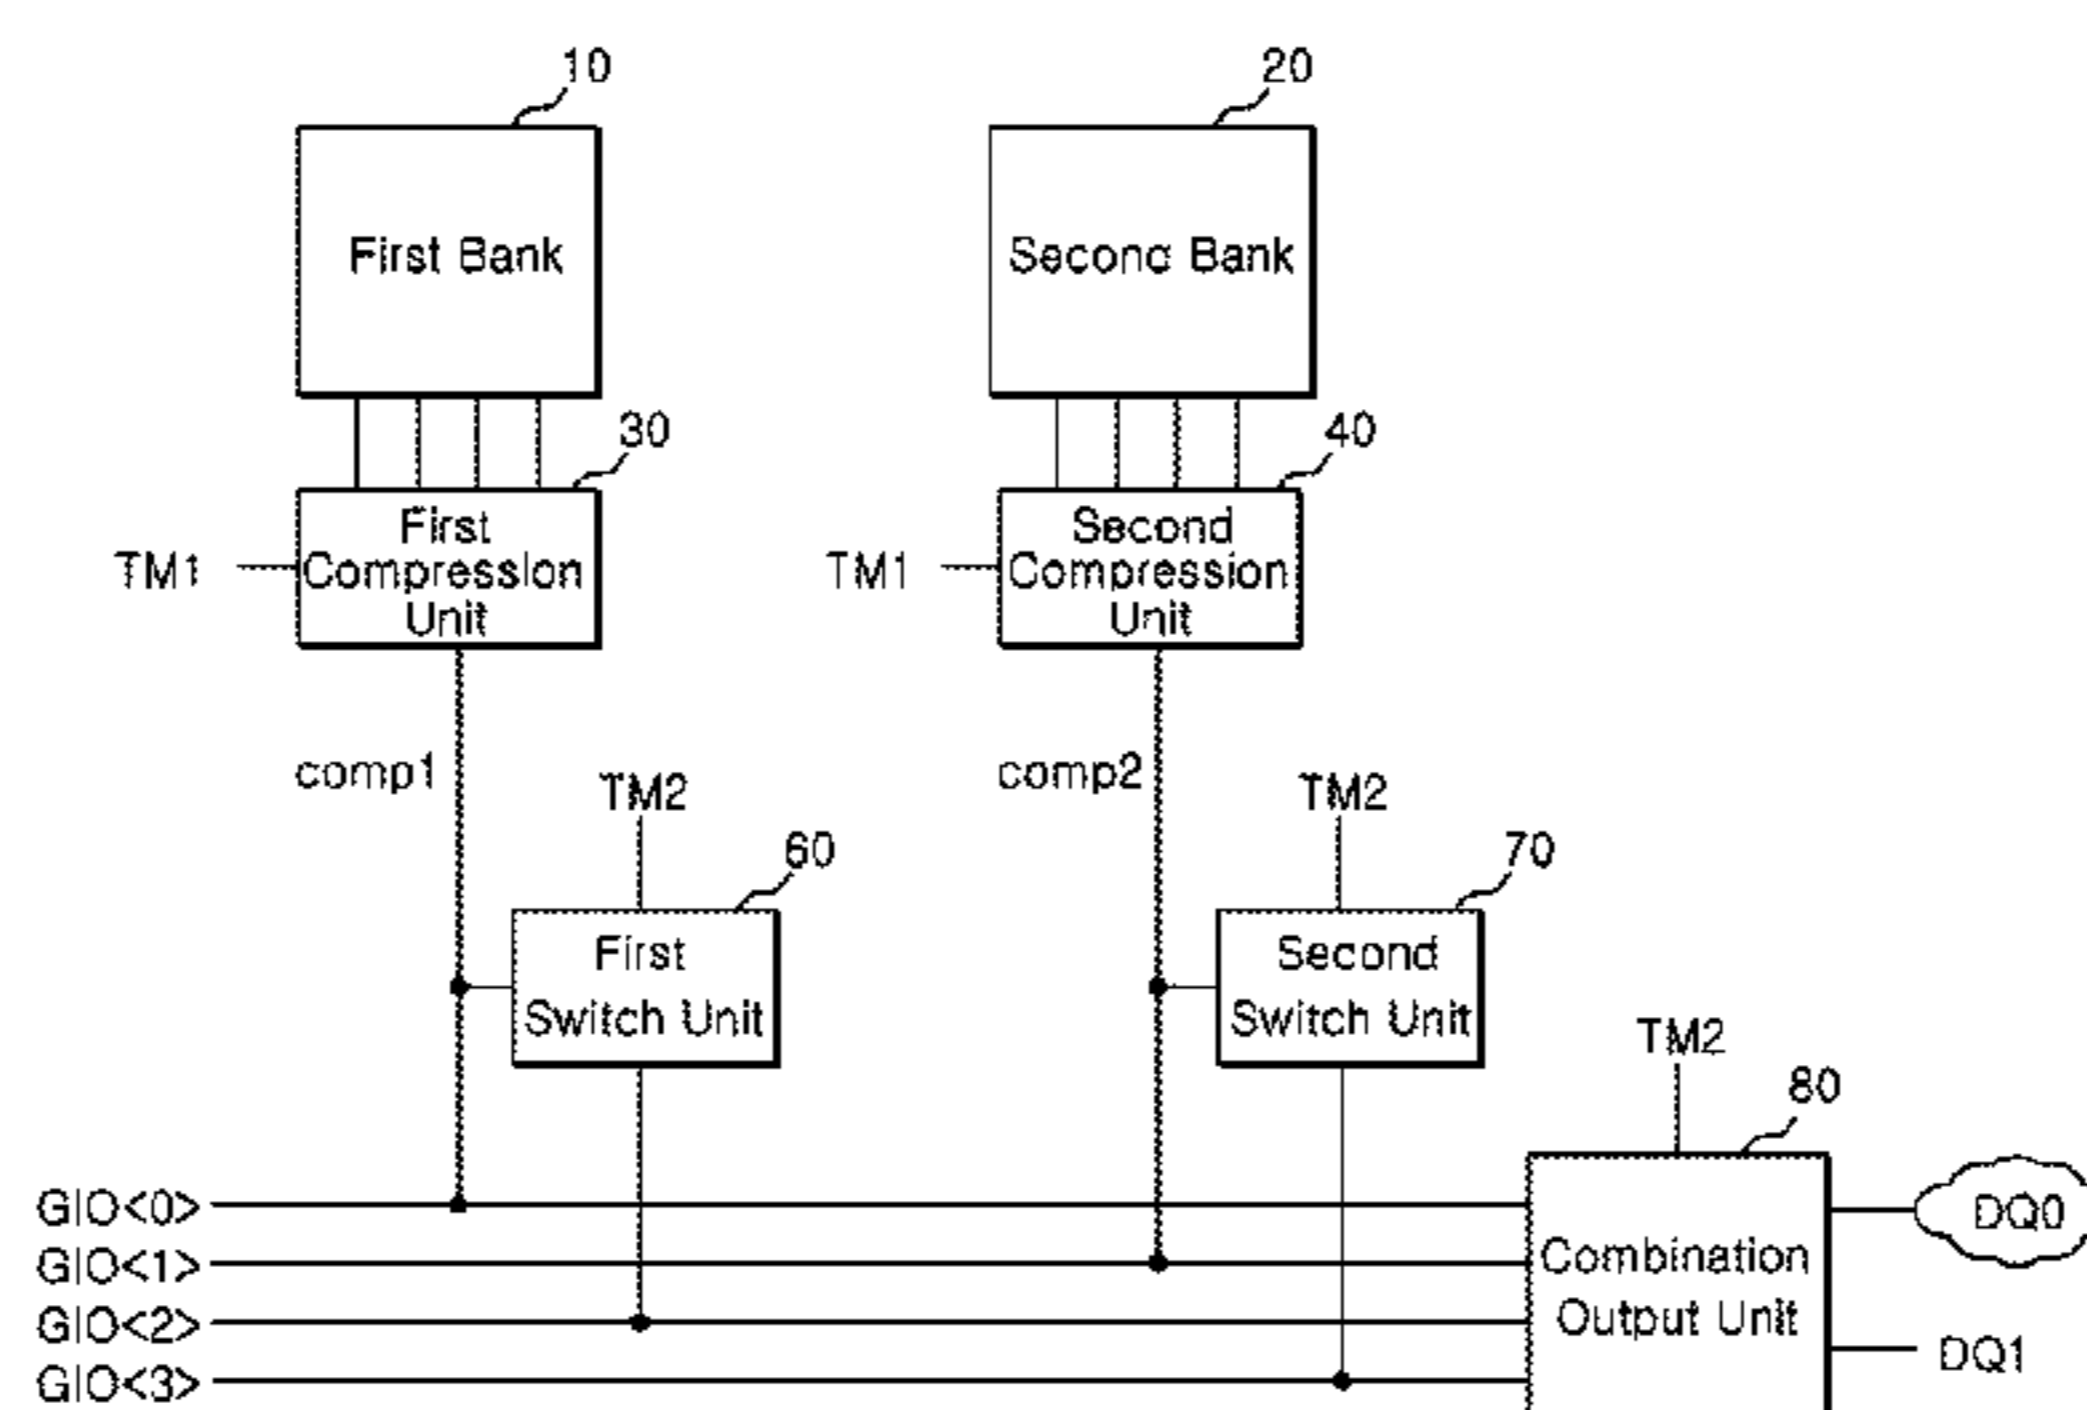 10
20
First Bank
Second Bank
30
40
First
Compression
Unit
TM1
Second
Compression
Unit
TM1
comp1
TM2
comp2
TM2
60
70
First
Switch Unit
Second
Switch Unit
TM2
80
GIO<0>
GIO<1>
GIO<2>
GIO<3>
Combination
Output Unit
DQ0
DQ1